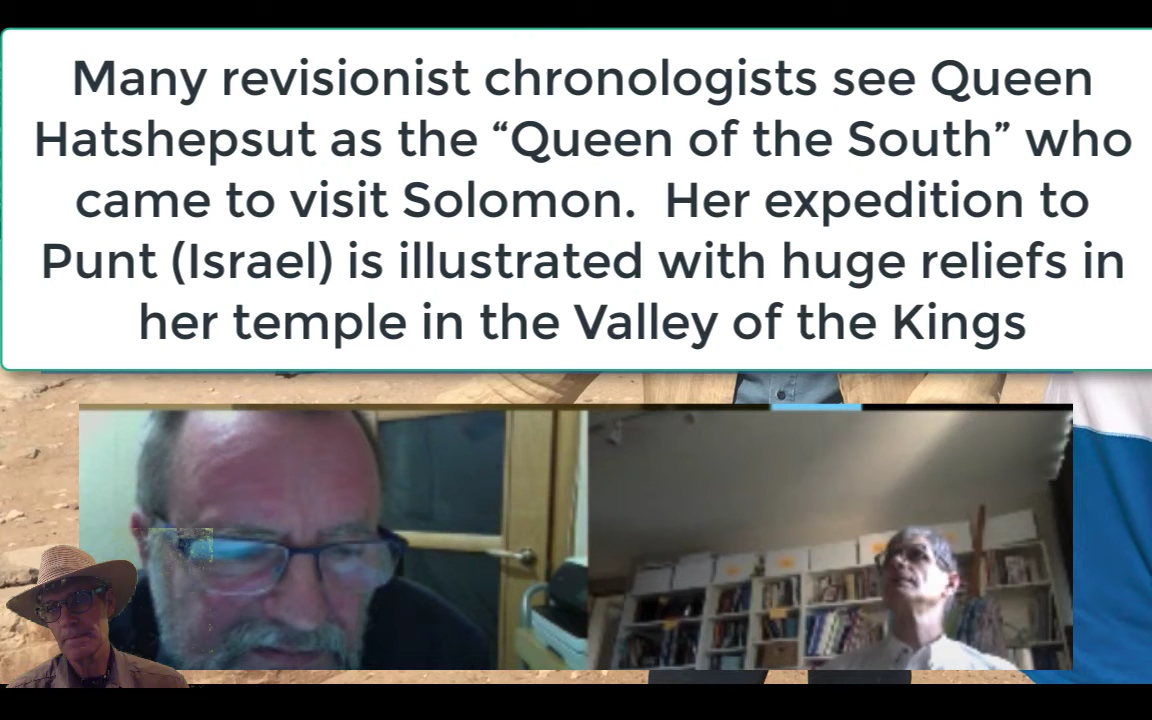 Many revisionist chronologists see Queen
Hatshepsut as the “Queen of the South” who
came to visit Solomon.  Her expedition to
Punt (Israel) is illustrated with huge reliefs in
her temple in the Valley of the Kings